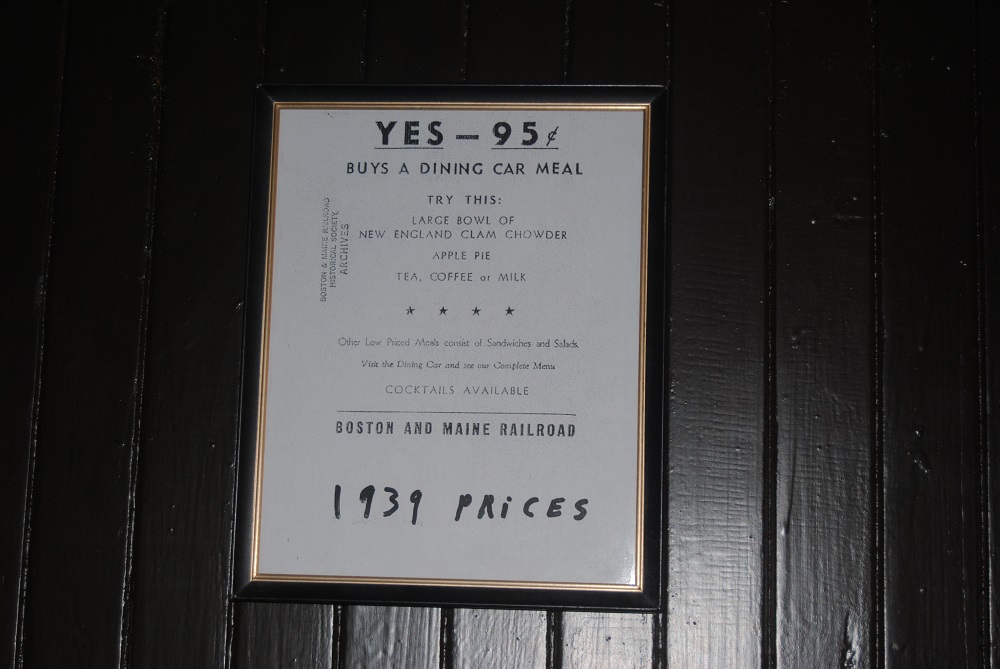 YES — 95¢
BUYS A DINING CAR MEAL
TRY THIS:
LARGE BOWL OF
NEW ENGLAND CLAM CHOWDER
APPLE PIE
TEA, COFFEE or MILK
★ ★ ★ ★
Other Low Priced Meals consist of Sandwiches and Salads.
Visit the Dining Car and see our Complete Menu
COCKTAILS AVAILABLE
BOSTON AND MAINE RAILROAD
1939 PRiCES
BOSTON & MAINE RAILROAD
HISTORICAL SOCIETY
ARCHIVES